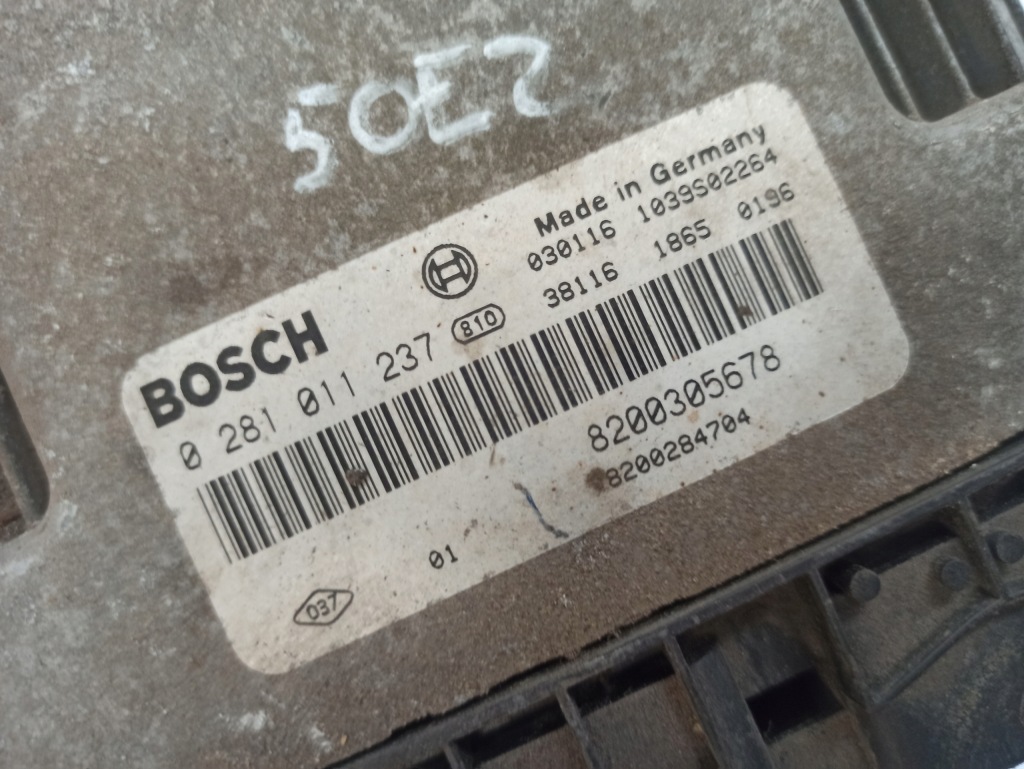 50E2
Made in Germany
030116 1039S02264
38116 1865 0196
BOSCH
0 281 011 237 810
8200305678
8200284704
01
037